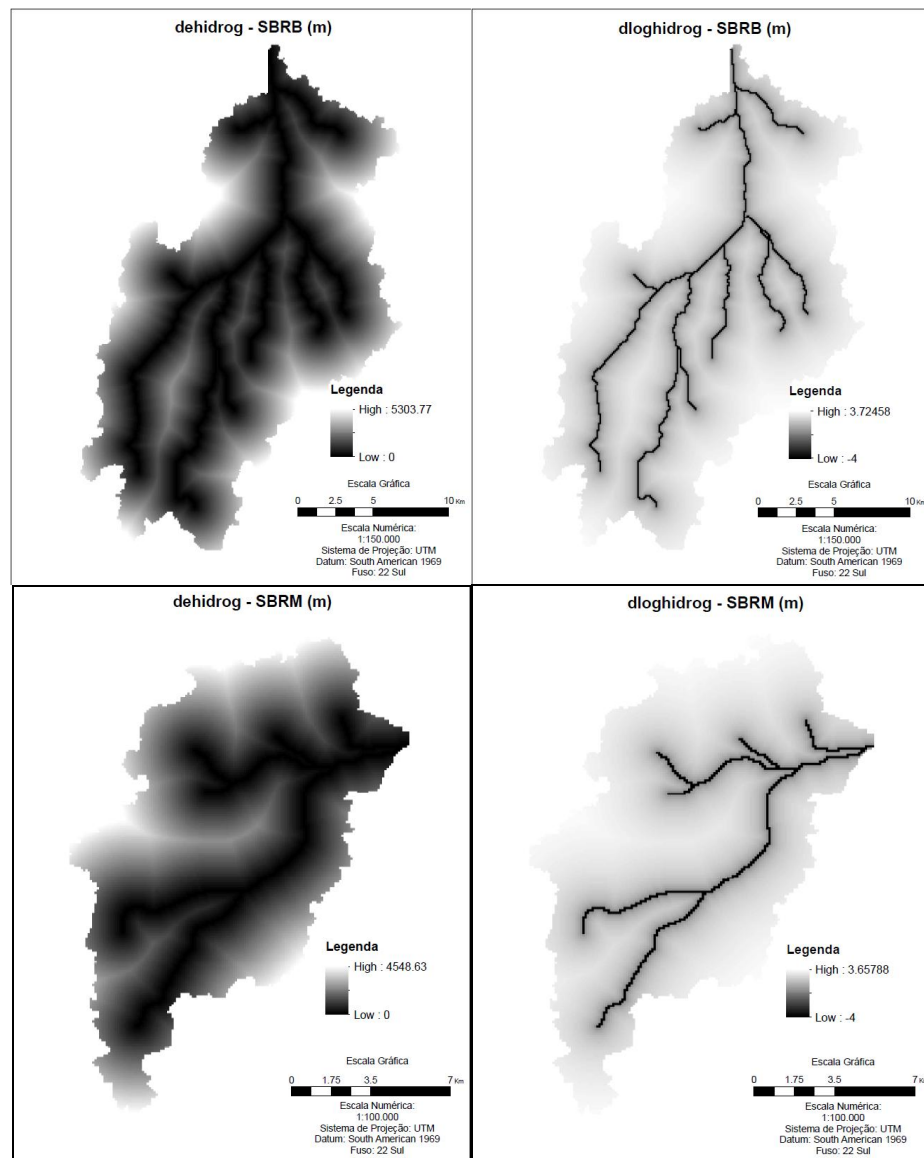 dehidrog - SBRB (m)
Legenda
High : 5303.77
Low : 0
Escala Gráfica
0 2.5 5 10 Km
Escala Numérica:
1:150.000
Sistema de Projeção: UTM
Datum: South American 1969
Fuso: 22 Sul
dloghidrog - SBRB (m)
Legenda
High : 3.72458
Low : -4
Escala Gráfica
0 2.5 5 10 Km
Escala Numérica:
1:150.000
Sistema de Projeção: UTM
Datum: South American 1969
Fuso: 22 Sul
dehidrog - SBRM (m)
Legenda
High : 4548.63
Low : 0
Escala Gráfica
0 1.75 3.5 7 Km
Escala Numérica:
1:100.000
Sistema de Projeção: UTM
Datum: South American 1969
Fuso: 22 Sul
dloghidrog - SBRM (m)
Legenda
High : 3.65788
Low : -4
Escala Gráfica
0 1.75 3.5 7 K
Escala Numérica:
1:100.000
Sistema de Projeção: UTM
Datum: South American 1969
Fuso: 22 Sul